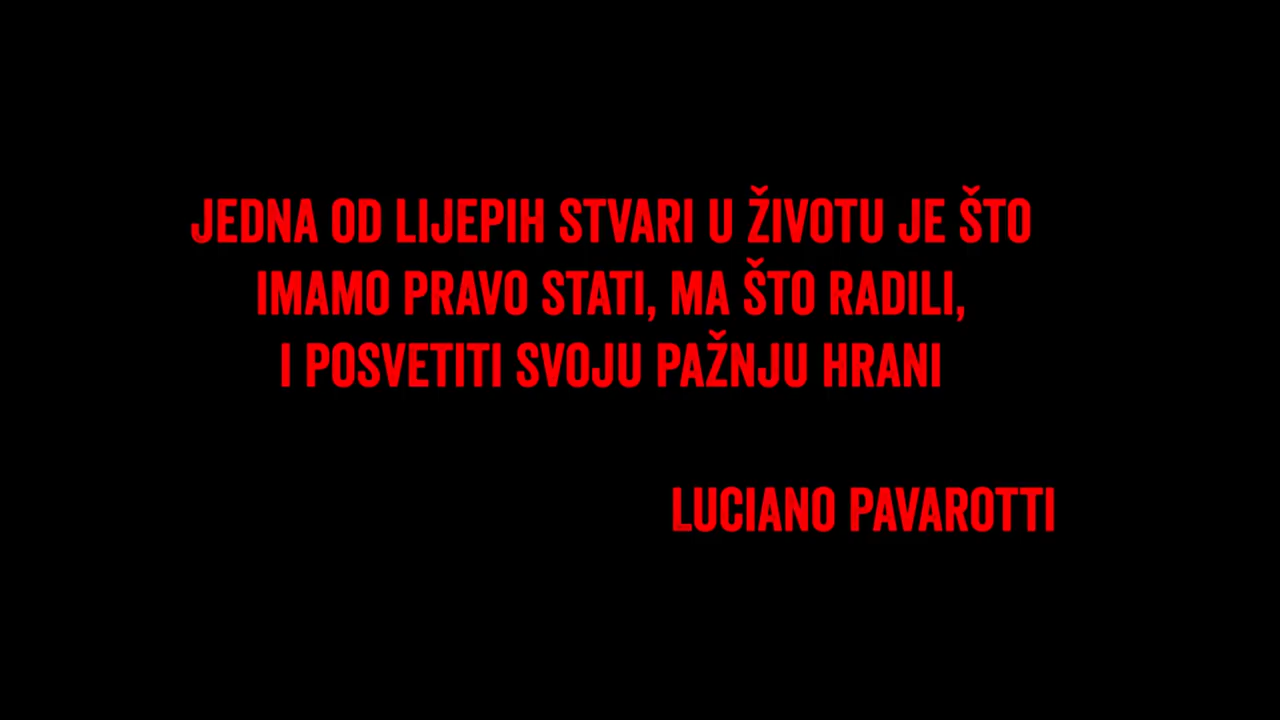 JEDNA OD LIJEPIH STVARI U ŽIVOTU JE ŠTO
IMAMO PRAVO STATI, MA ŠTO RADILI,
I POSVETITI SVOJU PAŽNJU HRANI
LUCIANO PAVAROTTI